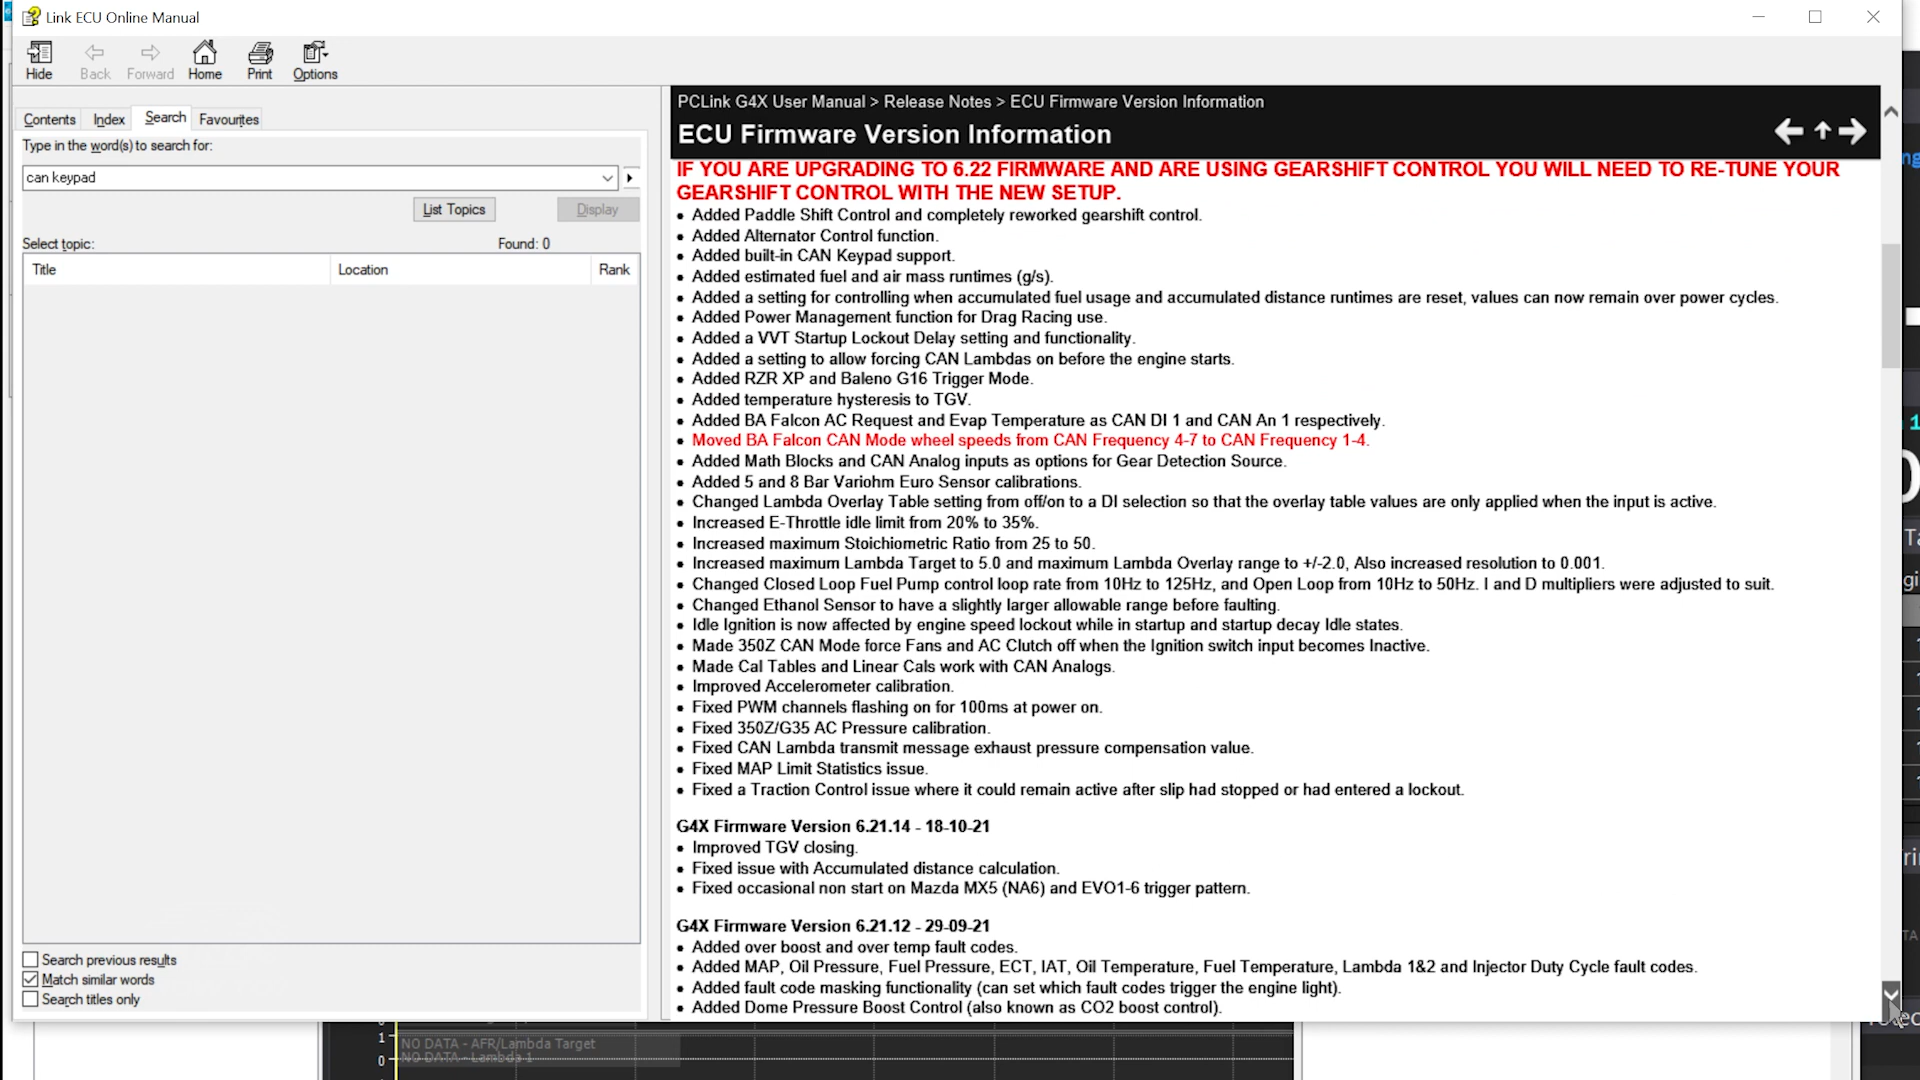 Link ECU Online Manual
Hide
Back
Forward
Home
Print
Options
Contents
Index
Search
Favourites
Type in the word(s) to search for:
can keypad
List Topics
Display
Select topic:
Found: 0
Title
Location
Rank
Search previous results
Match similar words
Search titles only
PCLink G4X User Manual > Release Notes > ECU Firmware Version Information
ECU Firmware Version Information
IF YOU ARE UPGRADING TO 6.22 FIRMWARE AND ARE USING GEARSHIFT CONTROL YOU WILL NEED TO RE-TUNE YOUR
GEARSHIFT CONTROL WITH THE NEW SETUP.
• Added Paddle Shift Control and completely reworked gearshift control.
• Added Alternator Control function.
• Added built-in CAN Keypad support.
• Added estimated fuel and air mass runtimes (g/s).
• Added a setting for controlling when accumulated fuel usage and accumulated distance runtimes are reset, values can now remain over power cycles.
• Added Power Management function for Drag Racing use.
• Added a VVT Startup Lockout Delay setting and functionality.
• Added a setting to allow forcing CAN Lambdas on before the engine starts.
• Added RZR XP and Baleno G16 Trigger Mode.
• Added temperature hysteresis to TGV.
• Added BA Falcon AC Request and Evap Temperature as CAN DI 1 and CAN An 1 respectively.
• Moved BA Falcon CAN Mode wheel speeds from CAN Frequency 4-7 to CAN Frequency 1-4.
• Added Math Blocks and CAN Analog inputs as options for Gear Detection Source.
• Added 5 and 8 Bar Variohm Euro Sensor calibrations.
• Changed Lambda Overlay Table setting from off/on to a DI selection so that the overlay table values are only applied when the input is active.
• Increased E-Throttle idle limit from 20% to 35%.
• Increased maximum Stoichiometric Ratio from 25 to 50.
• Increased maximum Lambda Target to 5.0 and maximum Lambda Overlay range to +/-2.0, Also increased resolution to 0.001.
• Changed Closed Loop Fuel Pump control loop rate from 10Hz to 125Hz, and Open Loop from 10Hz to 50Hz. I and D multipliers were adjusted to suit.
• Changed Ethanol Sensor to have a slightly larger allowable range before faulting.
• Idle Ignition is now affected by engine speed lockout while in startup and startup decay Idle states.
• Made 350Z CAN Mode force Fans and AC Clutch off when the Ignition switch input becomes Inactive.
• Made Cal Tables and Linear Cals work with CAN Analogs.
• Improved Accelerometer calibration.
• Fixed PWM channels flashing on for 100ms at power on.
• Fixed 350Z/G35 AC Pressure calibration.
• Fixed CAN Lambda transmit message exhaust pressure compensation value.
• Fixed MAP Limit Statistics issue.
• Fixed a Traction Control issue where it could remain active after slip had stopped or had entered a lockout.
G4X Firmware Version 6.21.14 - 18-10-21
• Improved TGV closing.
• Fixed issue with Accumulated distance calculation.
• Fixed occasional non start on Mazda MX5 (NA6) and EVO1-6 trigger pattern.
G4X Firmware Version 6.21.12 - 29-09-21
• Added over boost and over temp fault codes.
• Added MAP, Oil Pressure, Fuel Pressure, ECT, IAT, Oil Temperature, Fuel Temperature, Lambda 1&2 and Injector Duty Cycle fault codes.
• Added fault code masking functionality (can set which fault codes trigger the engine light).
• Added Dome Pressure Boost Control (also known as CO2 boost control).
1
NO DATA - AFR/Lambda Target
0
NO DATA - Lambda 1